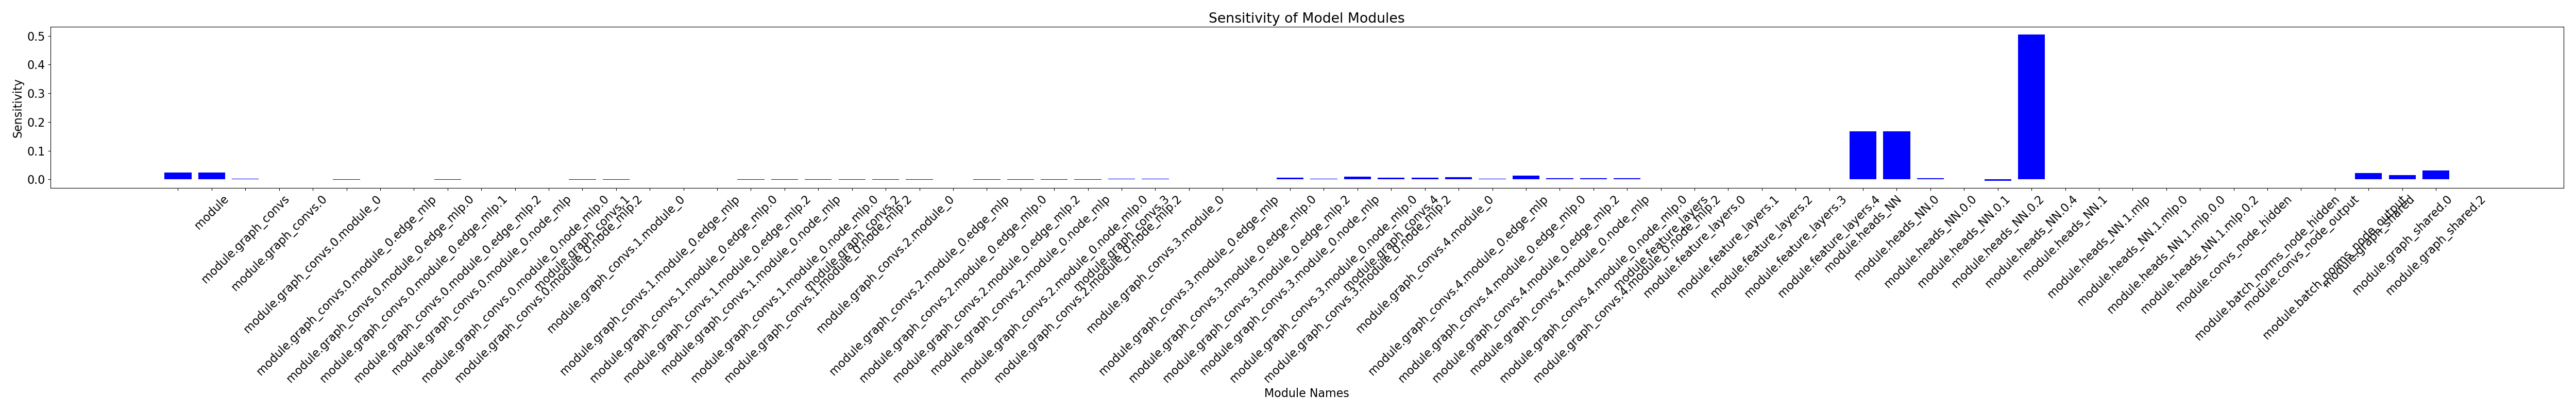 Sensitivity of Model Modules
0.5
0.4
0.3
0.2
0.1
0.0
Sensitivity
module
module.graph_convs
module.graph_convs.0
module.graph_convs.0.module_0
module.graph_convs.0.module_0.edge_mlp
module.graph_convs.0.module_0.edge_mlp.0
module.graph_convs.0.module_0.edge_mlp.1
module.graph_convs.0.module_0.edge_mlp.2
module.graph_convs.0.module_0.node_mlp
module.graph_convs.0.module_0.node_mlp.0
module.graph_convs.0.module_0.node_mlp.2
module.graph_convs.1
module.graph_convs.1.module_0
module.graph_convs.1.module_0.edge_mlp
module.graph_convs.1.module_0.edge_mlp.0
module.graph_convs.1.module_0.edge_mlp.2
module.graph_convs.1.module_0.node_mlp
module.graph_convs.1.module_0.node_mlp.0
module.graph_convs.1.module_0.node_mlp.2
module.graph_convs.2
module.graph_convs.2.module_0
module.graph_convs.2.module_0.edge_mlp
module.graph_convs.2.module_0.edge_mlp.0
module.graph_convs.2.module_0.edge_mlp.2
module.graph_convs.2.module_0.node_mlp
module.graph_convs.2.module_0.node_mlp.0
module.graph_convs.2.module_0.node_mlp.2
module.graph_convs.3
module.graph_convs.3.module_0
module.graph_convs.3.module_0.edge_mlp
module.graph_convs.3.module_0.edge_mlp.0
module.graph_convs.3.module_0.edge_mlp.2
module.graph_convs.3.module_0.node_mlp
module.graph_convs.3.module_0.node_mlp.0
module.graph_convs.3.module_0.node_mlp.2
module.graph_convs.4
module.graph_convs.4.module_0
module.graph_convs.4.module_0.edge_mlp
module.graph_convs.4.module_0.edge_mlp.0
module.graph_convs.4.module_0.edge_mlp.2
module.graph_convs.4.module_0.node_mlp
module.graph_convs.4.module_0.node_mlp.0
module.graph_convs.4.module_0.node_mlp.2
module.feature_layers
module.feature_layers.0
module.feature_layers.1
module.feature_layers.2
module.feature_layers.3
module.feature_layers.4
module.heads_NN
module.heads_NN.0
module.heads_NN.0.0
module.heads_NN.0.1
module.heads_NN.0.2
module.heads_NN.0.4
module.heads_NN.1
module.heads_NN.1.mlp
module.heads_NN.1.mlp.0
module.heads_NN.1.mlp.0.0
module.heads_NN.1.mlp.0.2
module.convs_node_hidden
module.batch_norms_node_hidden
module.convs_node_output
module.batch_norms_node_output
module.graph_shared
module.graph_shared.0
module.graph_shared.2
Module Names